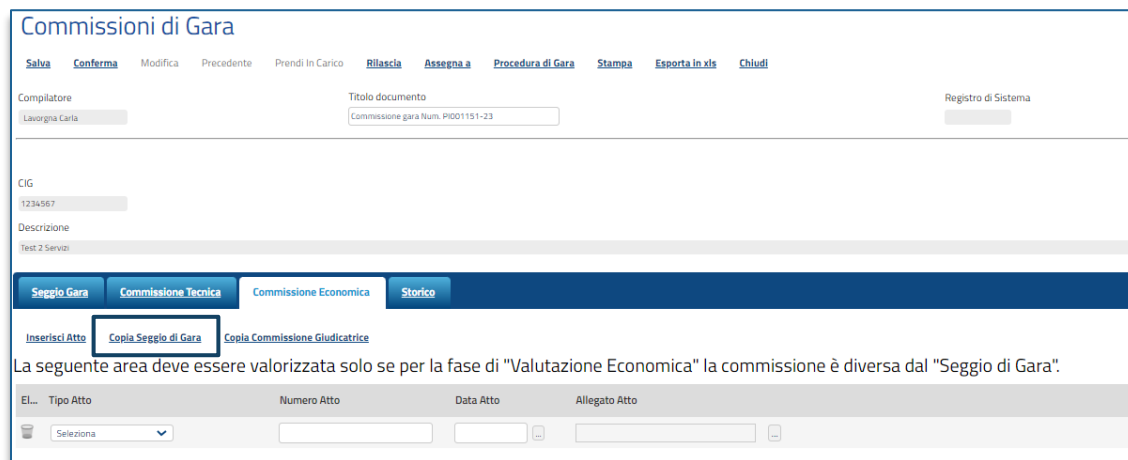 Commissioni di Gara
Salva Conferma Modifica Precedente Prendi In Carico Rilascia Assegna a Procedura di Gara Stampa Esporta in xls Chiudi
Compilatore Titolo documento Registro di Sistema
Lavorgna Carla Commissione gara Num. PI001151-23
CIG
1234567
Descrizione
Test 2 Servizi
Seggio Gara Commissione Tecnica Commissione Economica Storico
Inserisci Atto Copia Seggio di Gara Copia Commissione Giudicatrice
La seguente area deve essere valorizzata solo se per la fase di "Valutazione Economica" la commissione è diversa dal "Seggio di Gara".
El... Tipo Atto Numero Atto Data Atto Allegato Atto
Seleziona ... ...